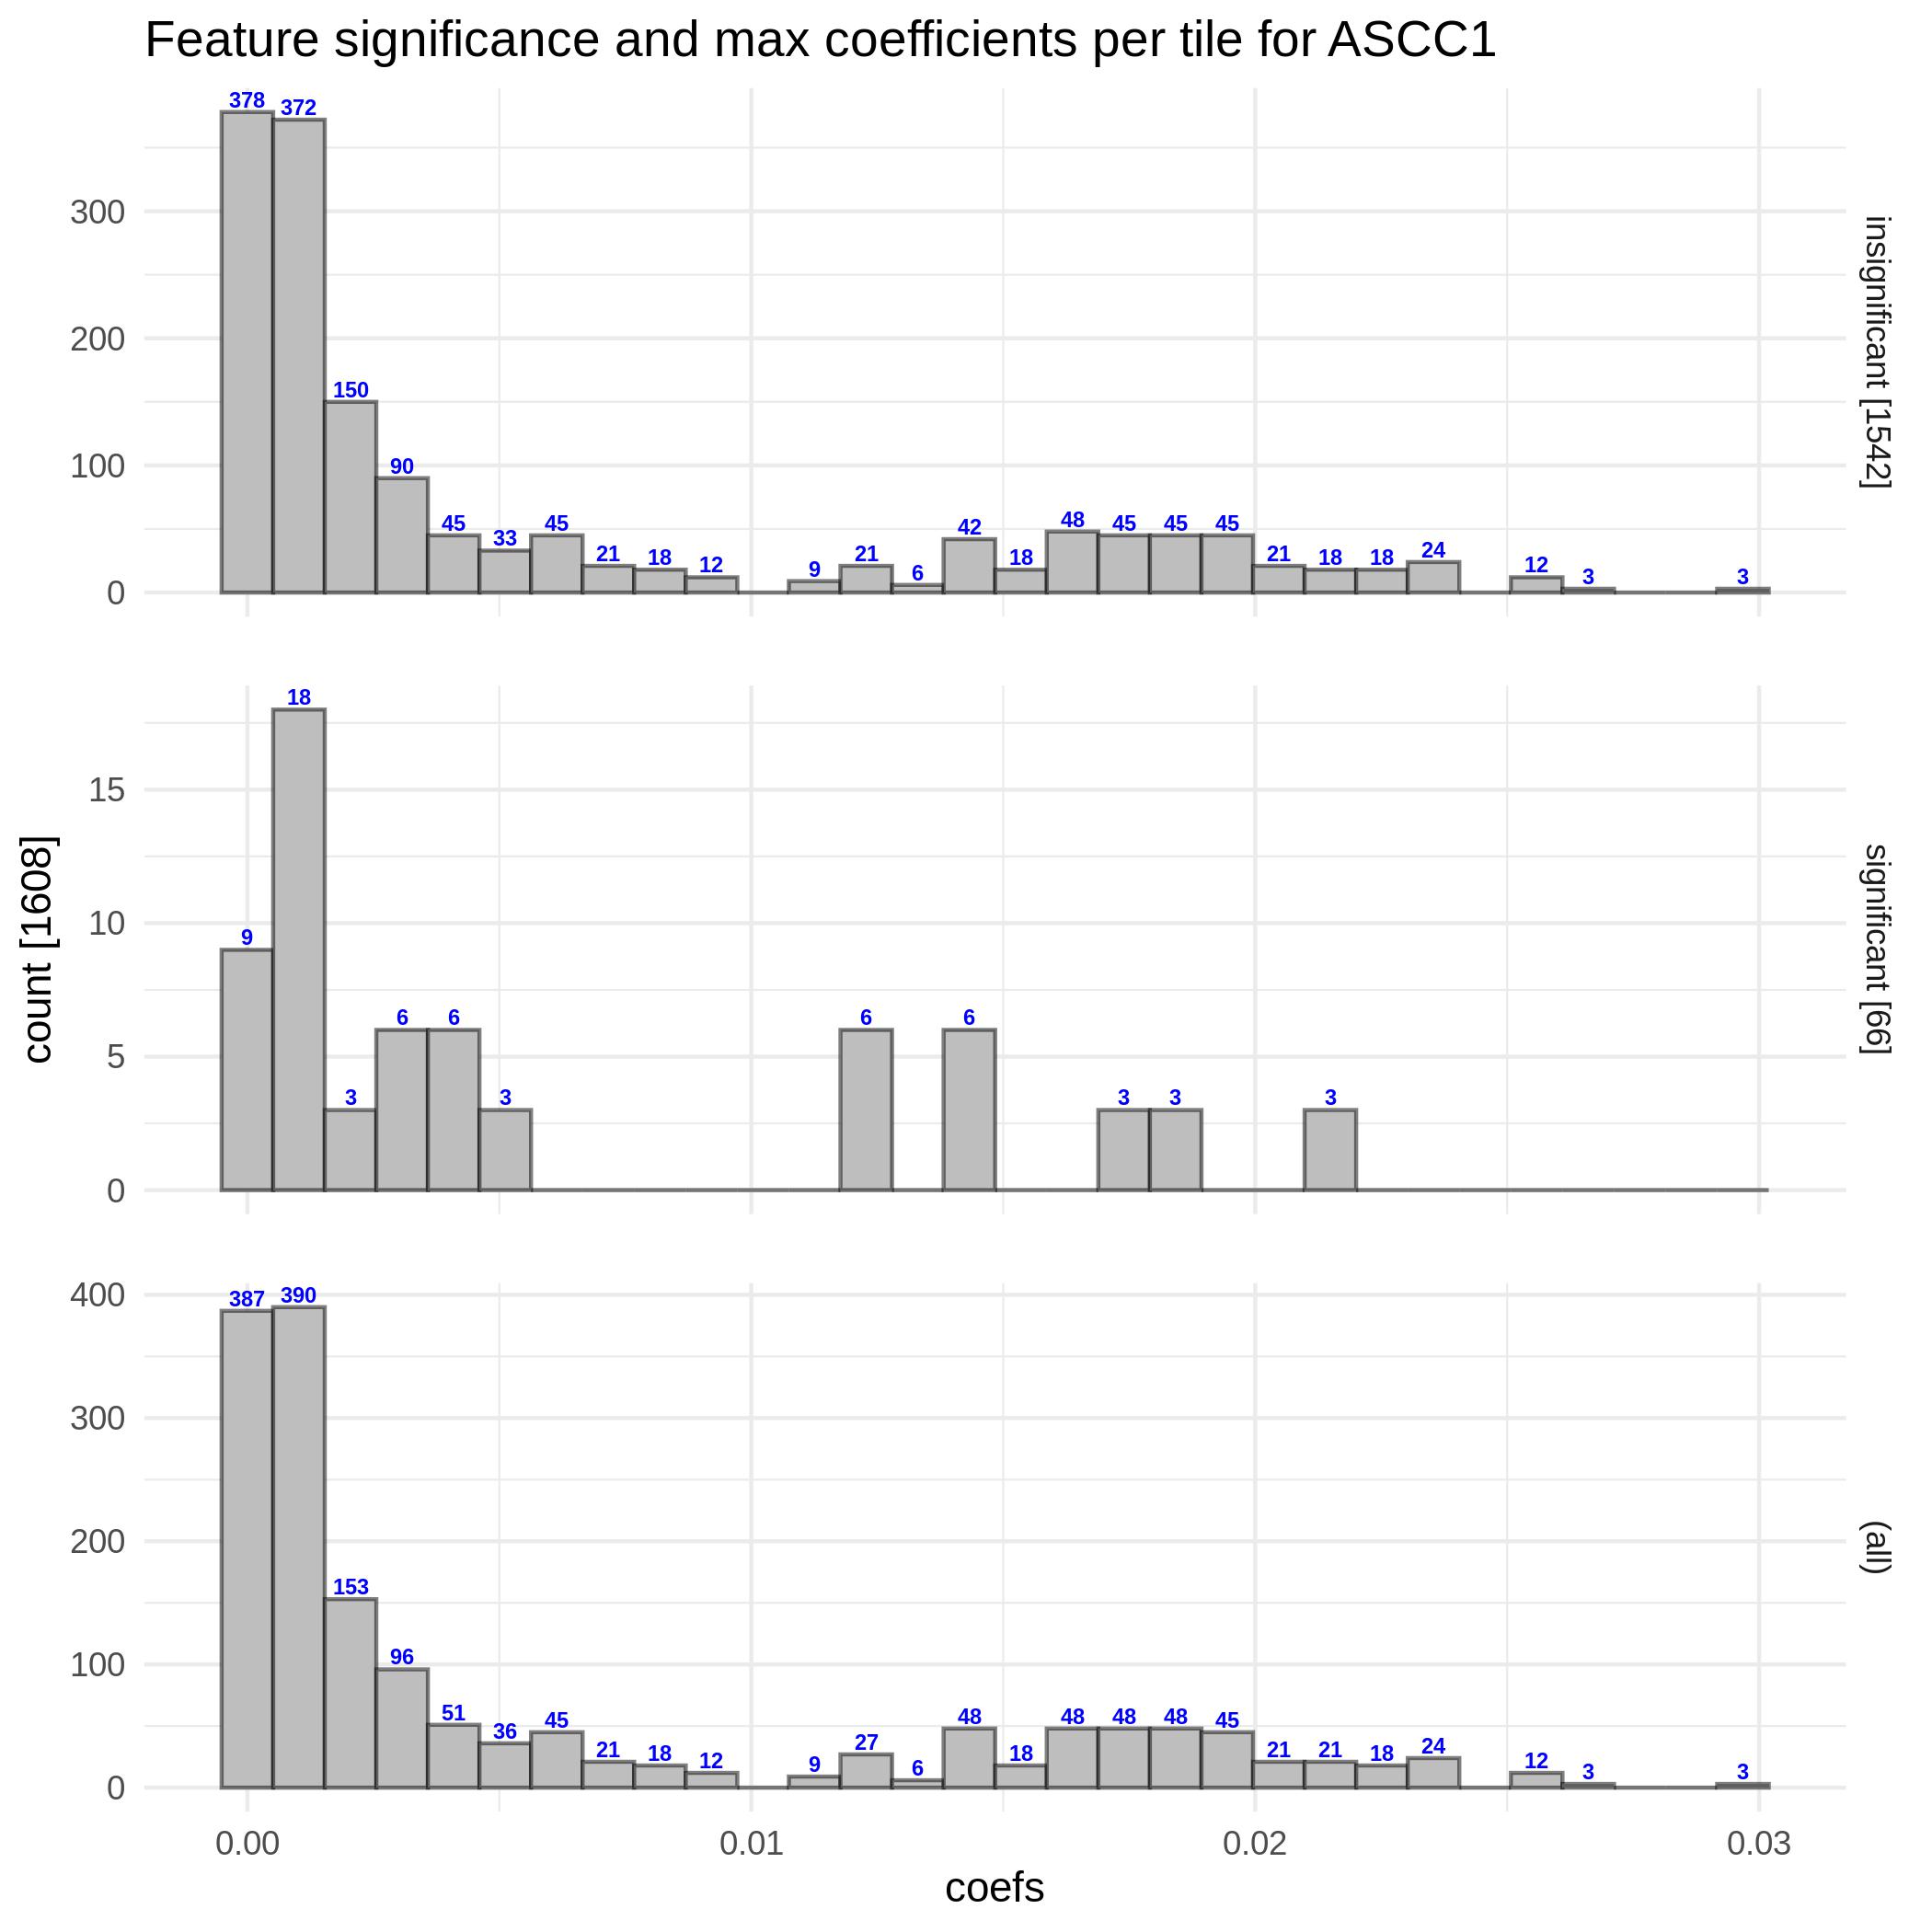 Feature significance and max coefficients per tile for ASCC1
378 372 150 90 45 33 45 21 18 12 9 21 6 42 18 48 45 45 45 21 18 18 24 12 3 3
300
200
100
0
insignificant [1542]
18 9 3 6 6 3 6 6 3 3 3
15
10
5
0
significant [66]
count [1608]
387 390 153 96 51 36 45 21 18 12 9 27 6 48 18 48 48 48 45 21 21 18 24 12 3 3
400
300
200
100
0
(all)
0.00 0.01 0.02 0.03
coefs